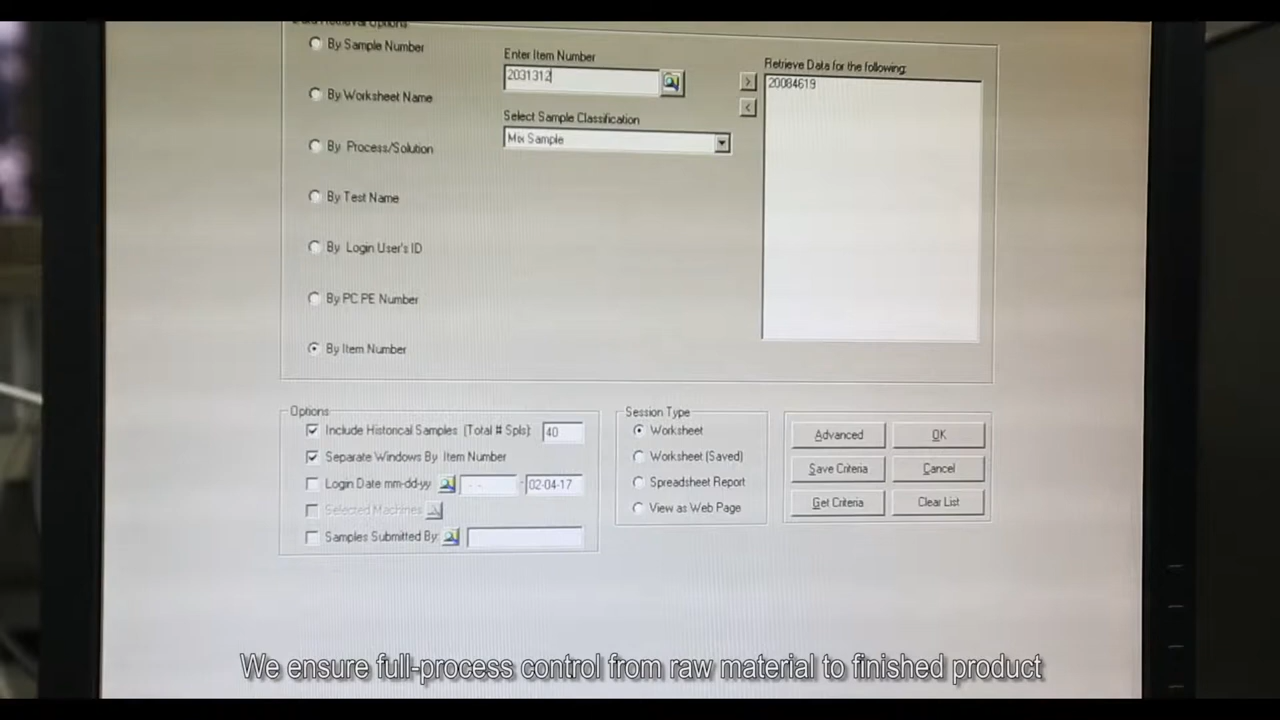 Data Retrieval Options
By Sample Number
By Worksheet Name
By Process/Solution
By Test Name
By Login User's ID
By PC PE Number
By Item Number
Enter Item Number
2031312
Select Sample Classification
Mix Sample
>
<
Retrieve Data for the following:
20084619
Options
Include Historical Samples (Total # Spls): 40
Separate Windows By Item Number
Login Date mm-dd-yy - - - 02-04-17
Selected Machines
Samples Submitted By:
Session Type
Worksheet
Worksheet (Saved)
Spreadsheet Report
View as Web Page
Advanced OK
Save Criteria Cancel
Get Criteria Clear List
We ensure full-process control from raw material to finished product